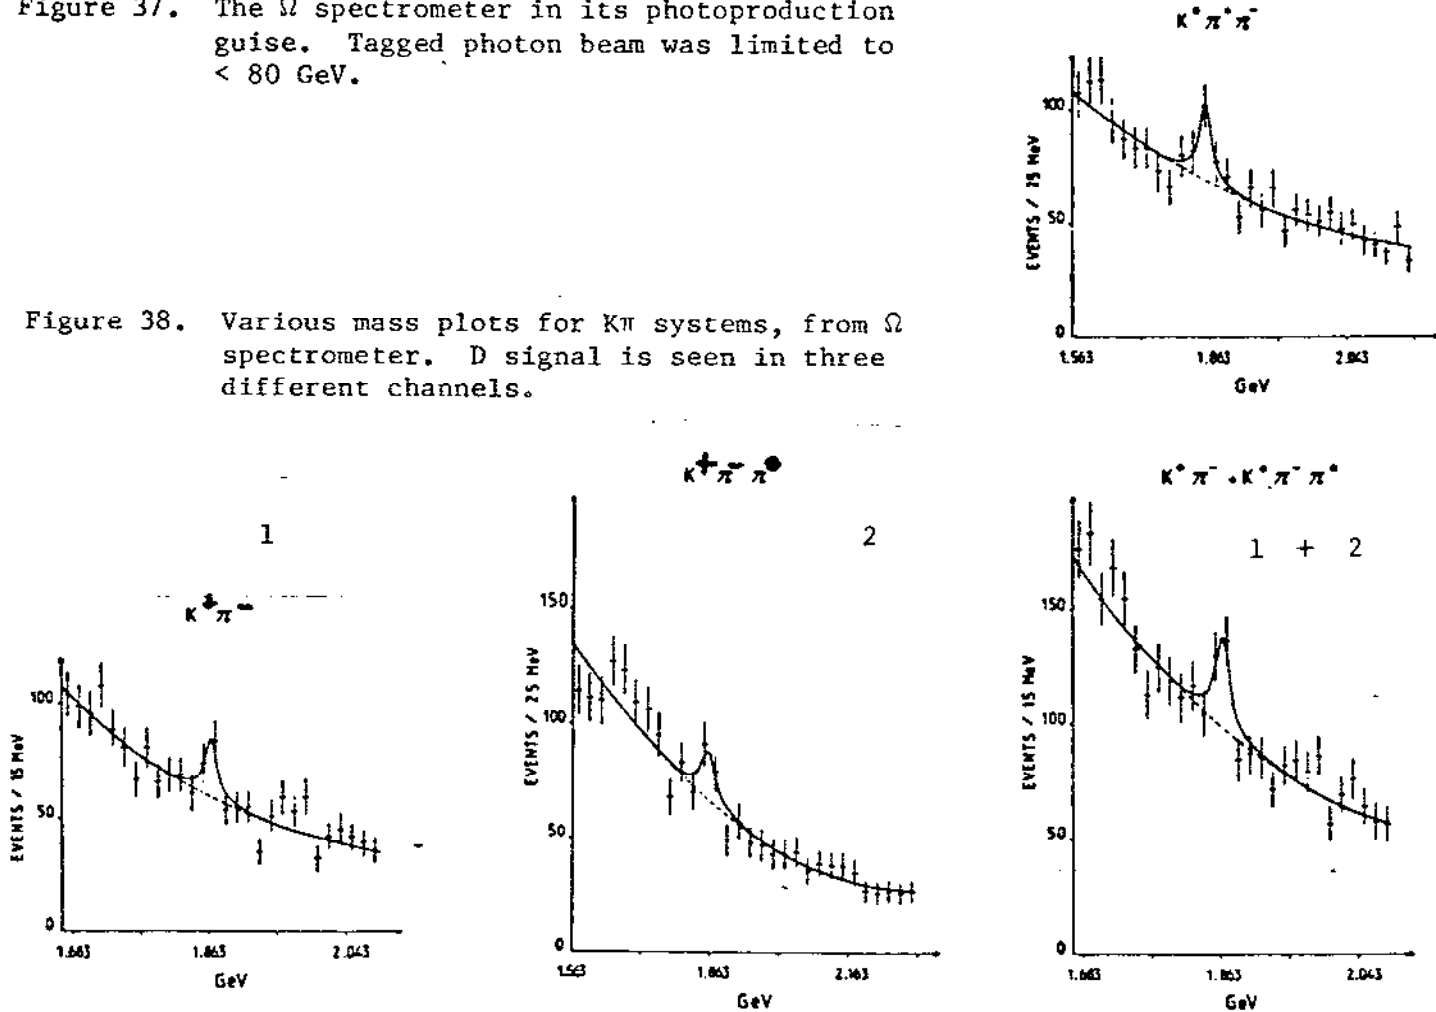 Figure 37. The Ω spectrometer in its photoproduction
guise. Tagged photon beam was limited to
< 80 GeV.
K⁺π⁺π⁻
EVENTS / 25 MeV
100
50
0
1.563
1.863
2.043
GeV
Figure 38. Various mass plots for Kπ systems, from Ω
spectrometer. D signal is seen in three
different channels.
1
K⁺π⁻
EVENTS / 15 MeV
100
50
0
1.663
1.863
2.043
GeV
2
K⁺π⁻π⁰
EVENTS / 25 MeV
150
100
50
0
1.563
1.863
2.163
GeV
K⁺π⁻ + K⁺π⁻π⁰
1 + 2
EVENTS / 15 MeV
150
100
50
0
1.663
1.863
2.043
GeV